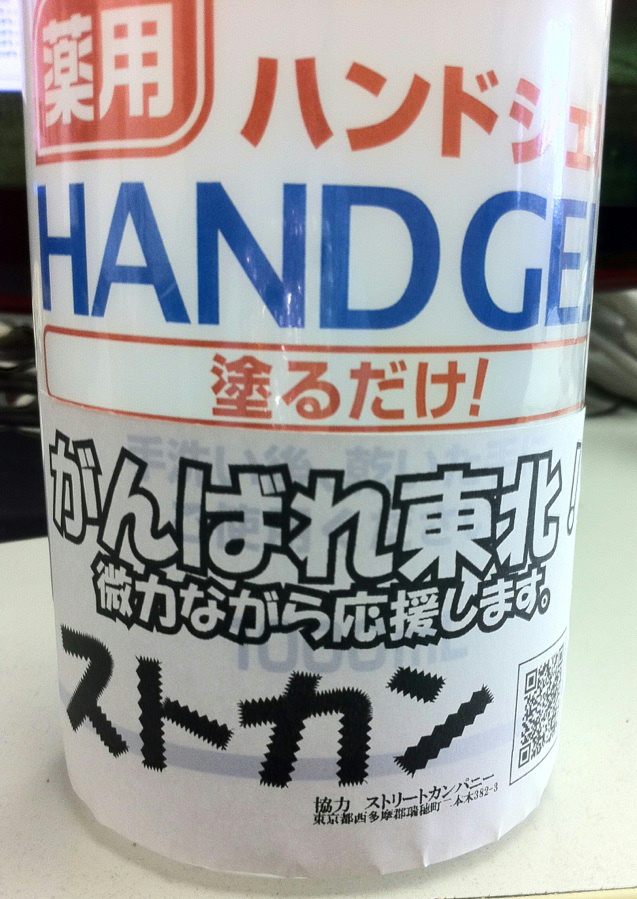 薬用
ハンドジェ
HAND GEL
塗るだけ!
がんばれ東北!
微力ながら応援します。
ストカン
協力 ストリートカンパニー
東京都西多摩郡瑞穂町二本木382-3